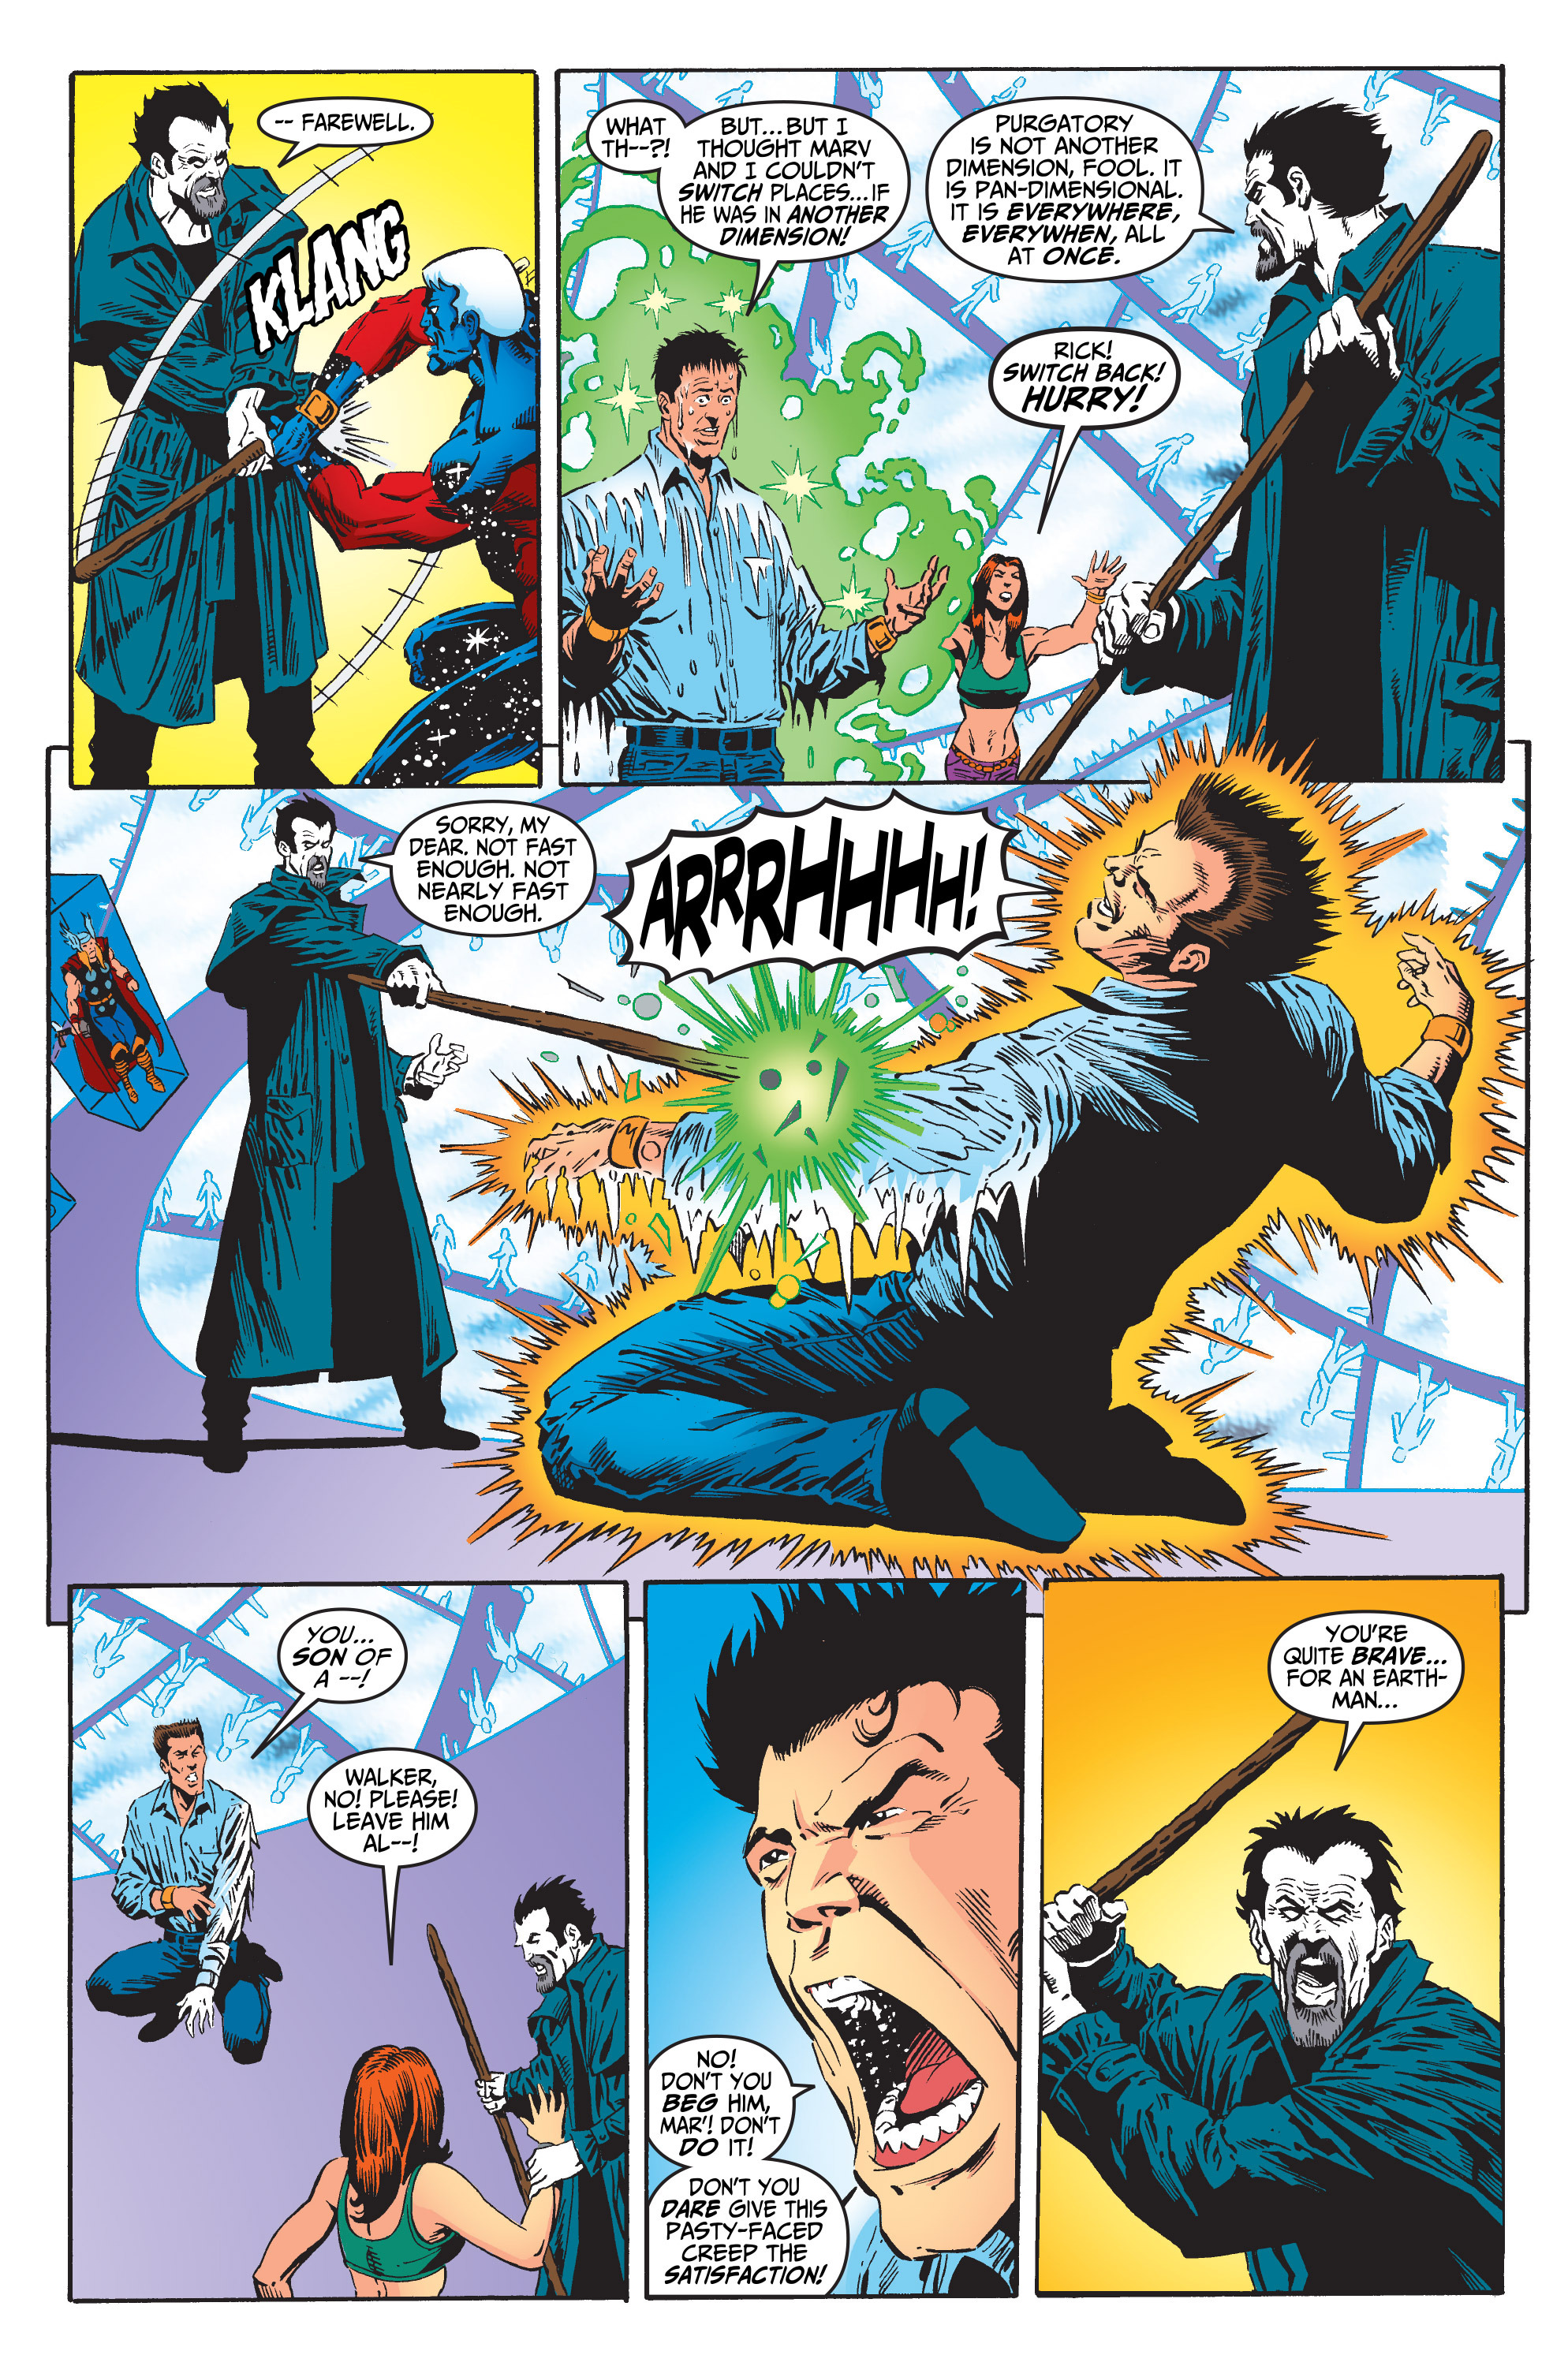 -- FAREWELL.
KLANG
WHAT
TH--?!
BUT...BUT I
THOUGHT MARV
AND I COULDN'T
SWITCH PLACES...IF
HE WAS IN ANOTHER
DIMENSION!
PURGATORY
IS NOT ANOTHER
DIMENSION, FOOL. IT
IS PAN-DIMENSIONAL.
IT IS EVERYWHERE,
EVERYWHEN, ALL
AT ONCE.
RICK!
SWITCH BACK!
HURRY!
SORRY, MY
DEAR. NOT FAST
ENOUGH. NOT
NEARLY FAST
ENOUGH.
ARRRHHHH!
YOU...
SON OF
A --!
WALKER,
NO! PLEASE!
LEAVE HIM
AL--!
NO!
DON'T YOU
BEG HIM,
MAR'! DON'T
DO IT!
DON'T YOU
DARE GIVE THIS
PASTY-FACED
CREEP THE
SATISFACTION!
YOU'RE
QUITE BRAVE...
FOR AN EARTH-
MAN...